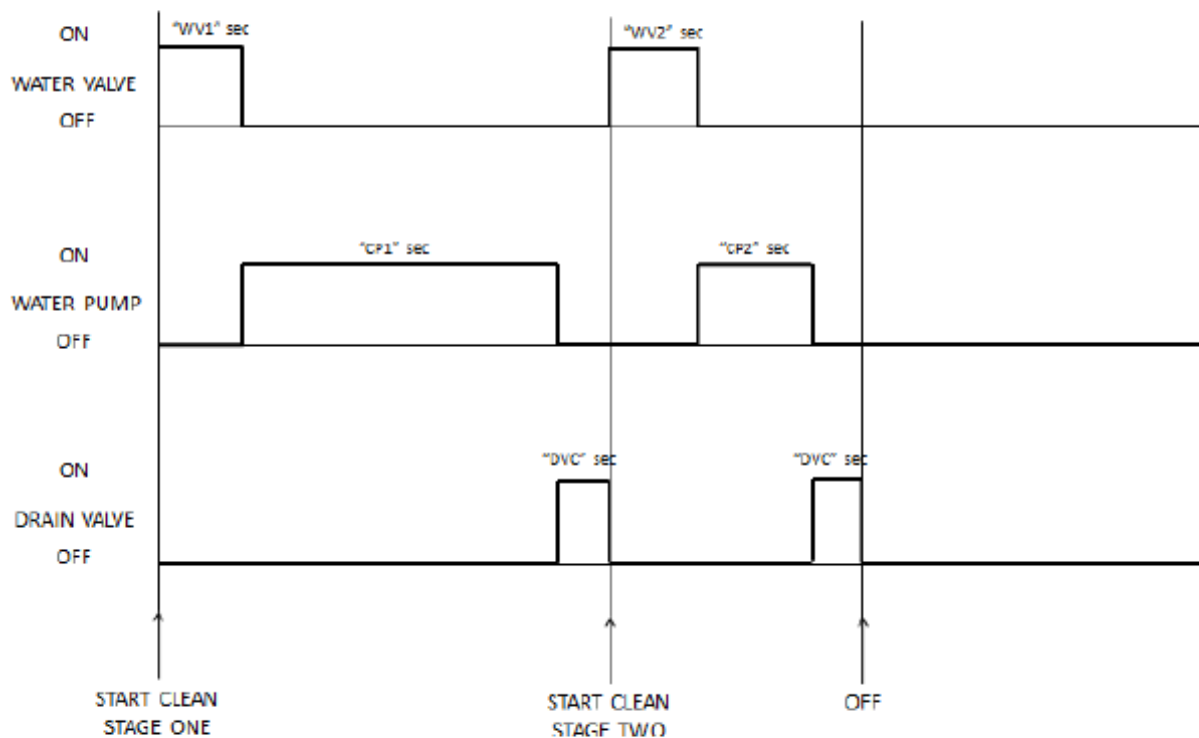 "WV1" sec
"WV2" sec
ON
WATER VALVE
OFF
"CP1" sec
"CP2" sec
ON
WATER PUMP
OFF
"DVC" sec
"DVC" sec
ON
DRAIN VALVE
OFF
START CLEAN
STAGE ONE
START CLEAN
STAGE TWO
OFF